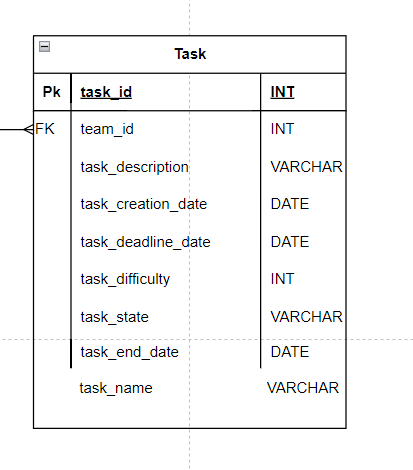 Task
Pk task_id INT
FK team_id INT
task_description VARCHAR
task_creation_date DATE
task_deadline_date DATE
task_difficulty INT
task_state VARCHAR
task_end_date DATE
task_name VARCHAR